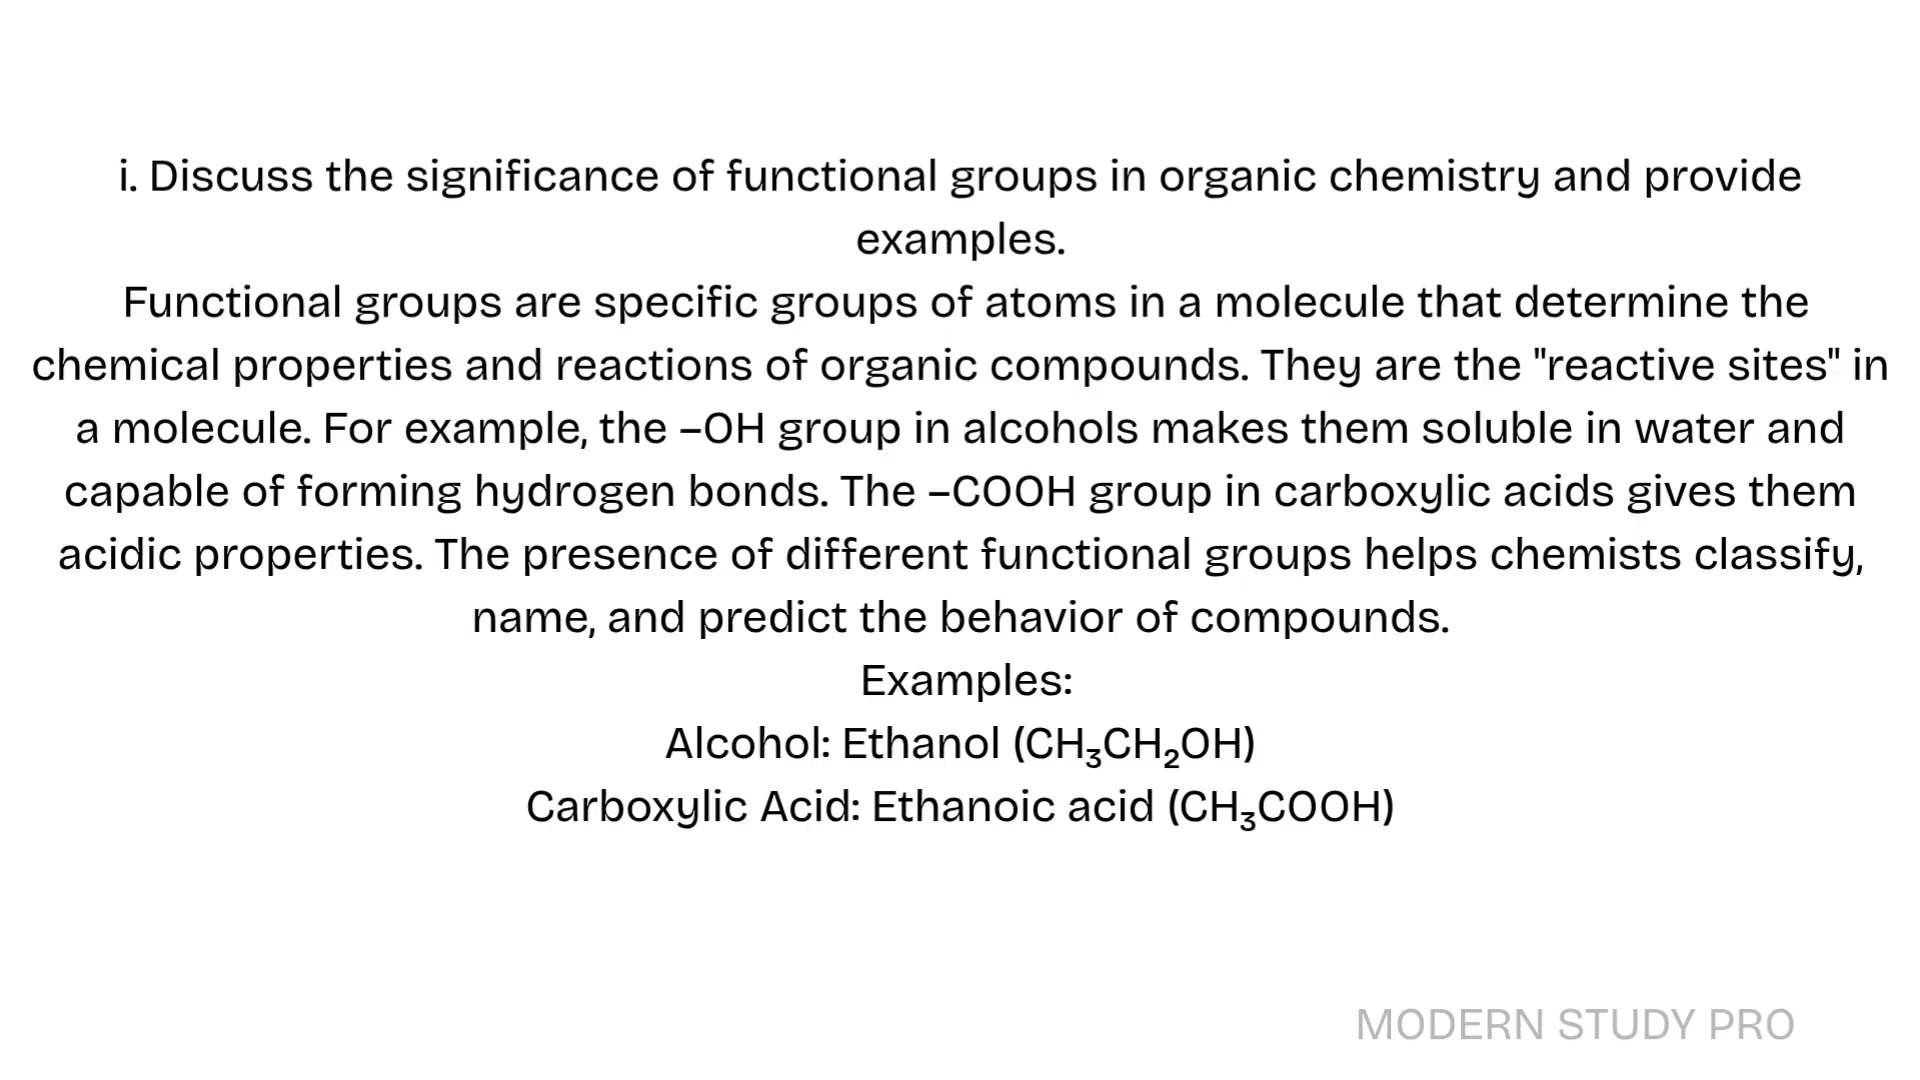 i. Discuss the significance of functional groups in organic chemistry and provide
examples.
Functional groups are specific groups of atoms in a molecule that determine the
chemical properties and reactions of organic compounds. They are the "reactive sites" in
a molecule. For example, the –OH group in alcohols makes them soluble in water and
capable of forming hydrogen bonds. The –COOH group in carboxylic acids gives them
acidic properties. The presence of different functional groups helps chemists classify,
name, and predict the behavior of compounds.
Examples:
Alcohol: Ethanol (CH₃CH₂OH)
Carboxylic Acid: Ethanoic acid (CH₃COOH)
MODERN STUDY PRO